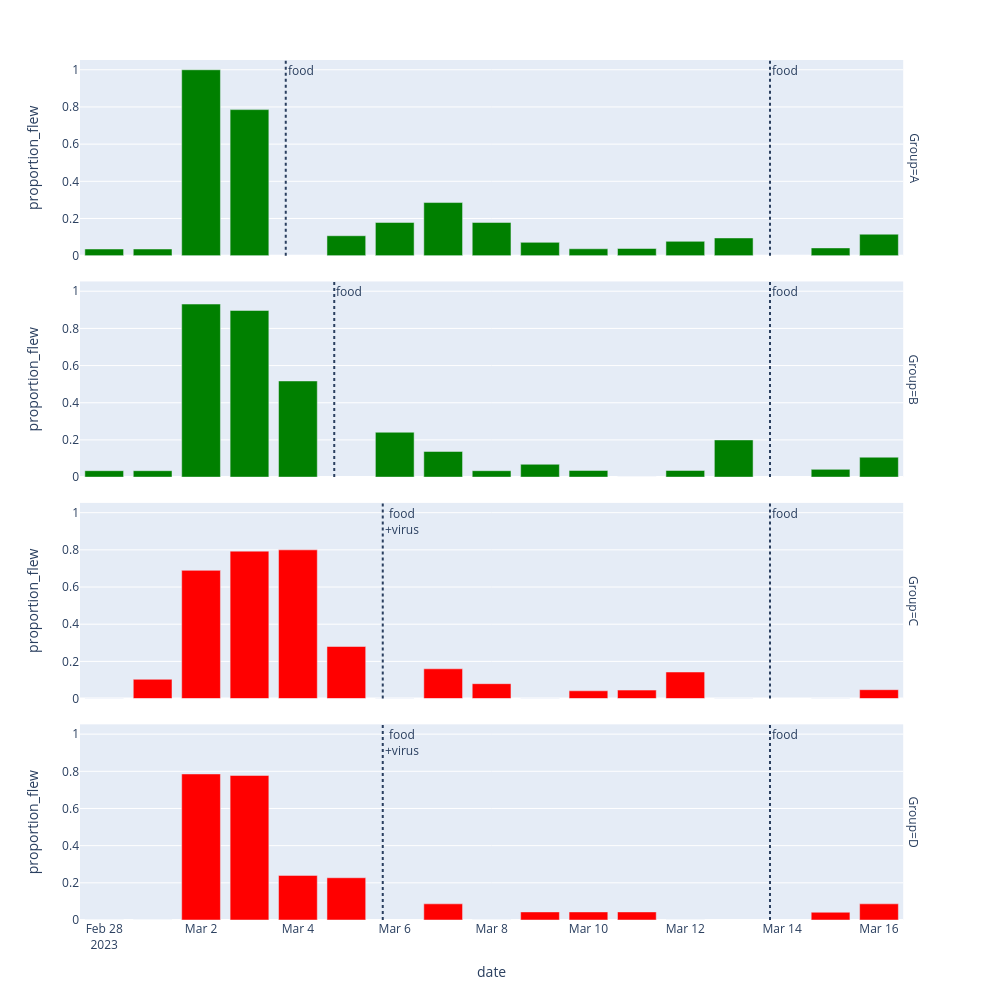 1
0.8
0.6
0.4
0.2
0
proportion_flew
food
food
Group=A
1
0.8
0.6
0.4
0.2
0
proportion_flew
food
food
Group=B
1
0.8
0.6
0.4
0.2
0
proportion_flew
food
+virus
food
Group=C
1
0.8
0.6
0.4
0.2
0
proportion_flew
food
+virus
food
Group=D
Feb 28 Mar 2 Mar 4 Mar 6 Mar 8 Mar 10 Mar 12 Mar 14 Mar 16
2023
date